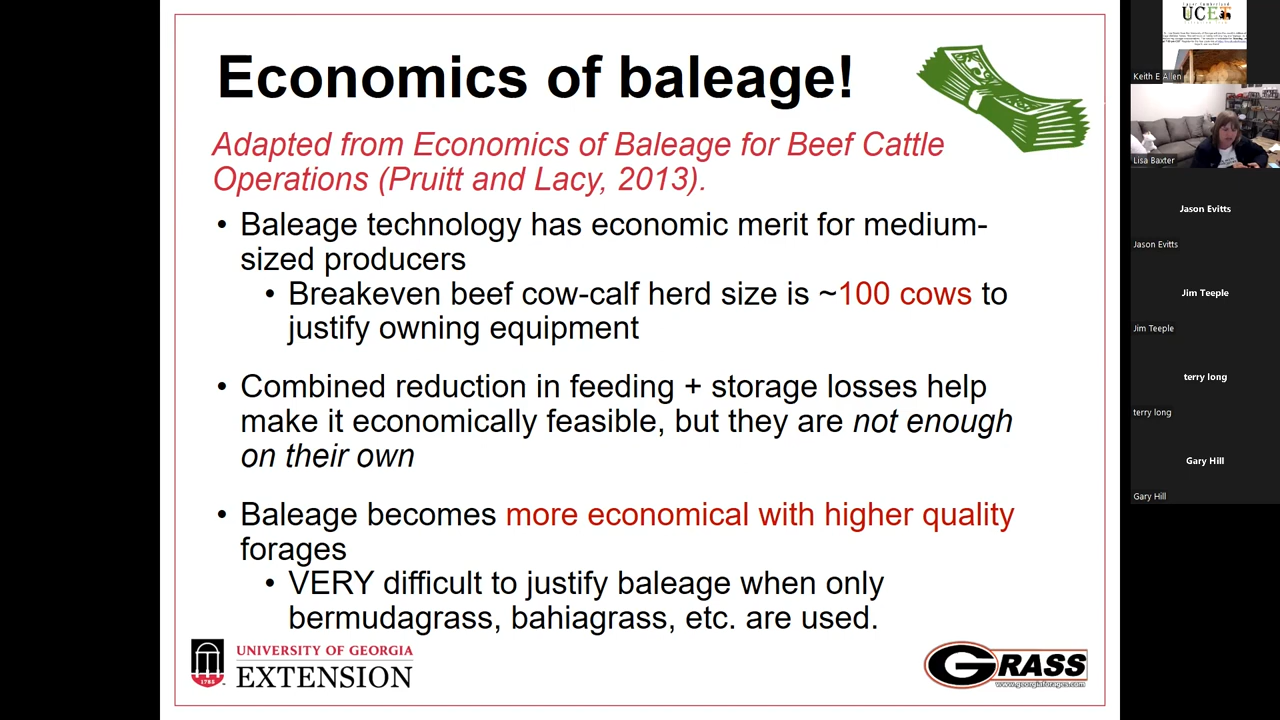 Economics of baleage!
Adapted from Economics of Baleage for Beef Cattle
Operations (Pruitt and Lacy, 2013).
• Baleage technology has economic merit for medium-
sized producers
• Breakeven beef cow-calf herd size is ~100 cows to
justify owning equipment
• Combined reduction in feeding + storage losses help
make it economically feasible, but they are not enough
on their own
• Baleage becomes more economical with higher quality
forages
• VERY difficult to justify baleage when only
bermudagrass, bahiagrass, etc. are used.
1785
UNIVERSITY OF GEORGIA
EXTENSION
GRASS
www.georgiaforages.com
UCET
Keith E Allen
Lisa Baxter
Jason Evitts
Jason Evitts
Jim Teeple
Jim Teeple
terry long
terry long
Gary Hill
Gary Hill